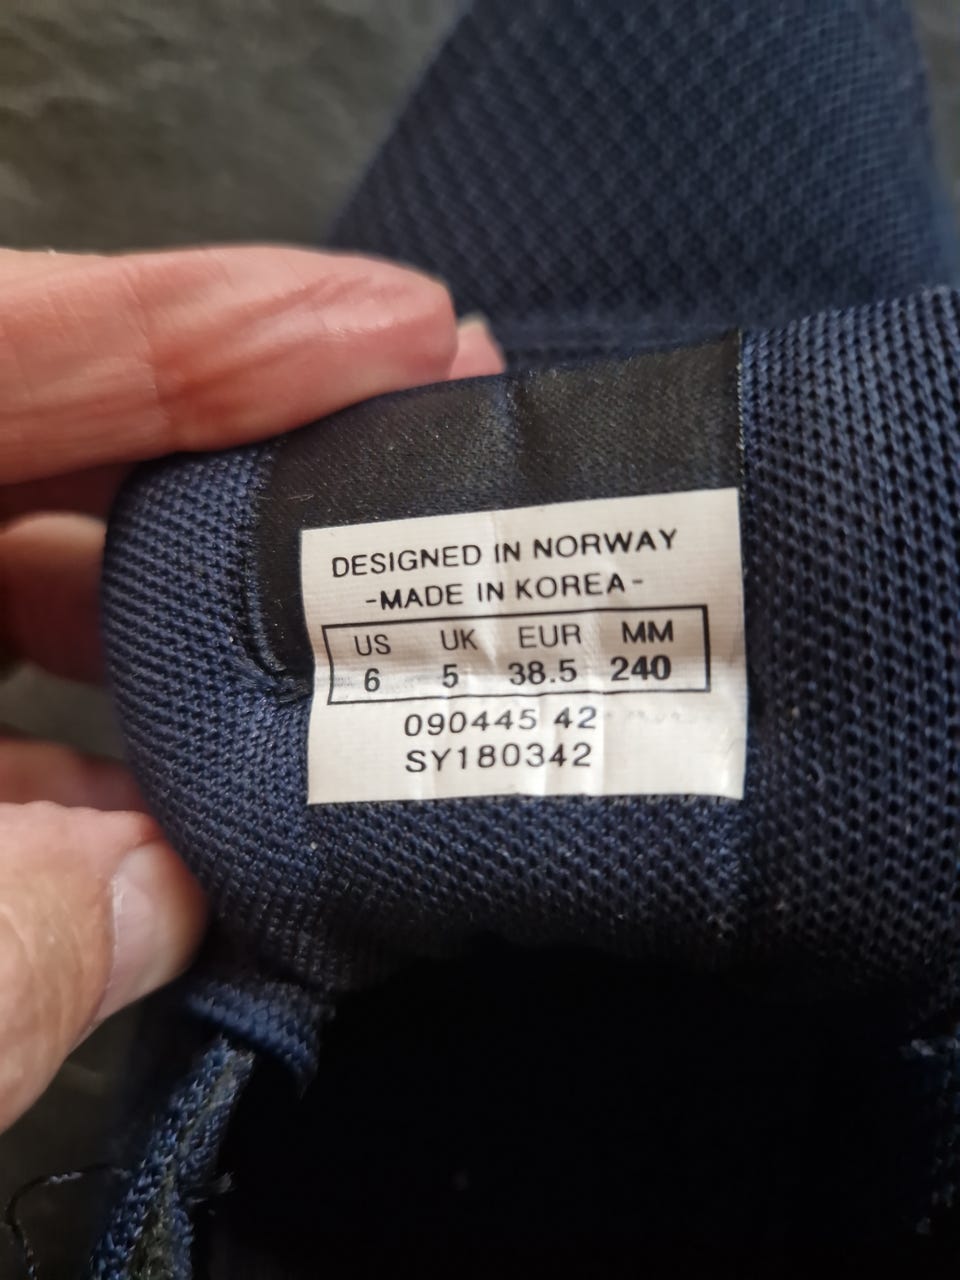 DESIGNED IN NORWAY
-MADE IN KOREA-
US UK EUR MM
6 5 38.5 240
090445 42
SY180342